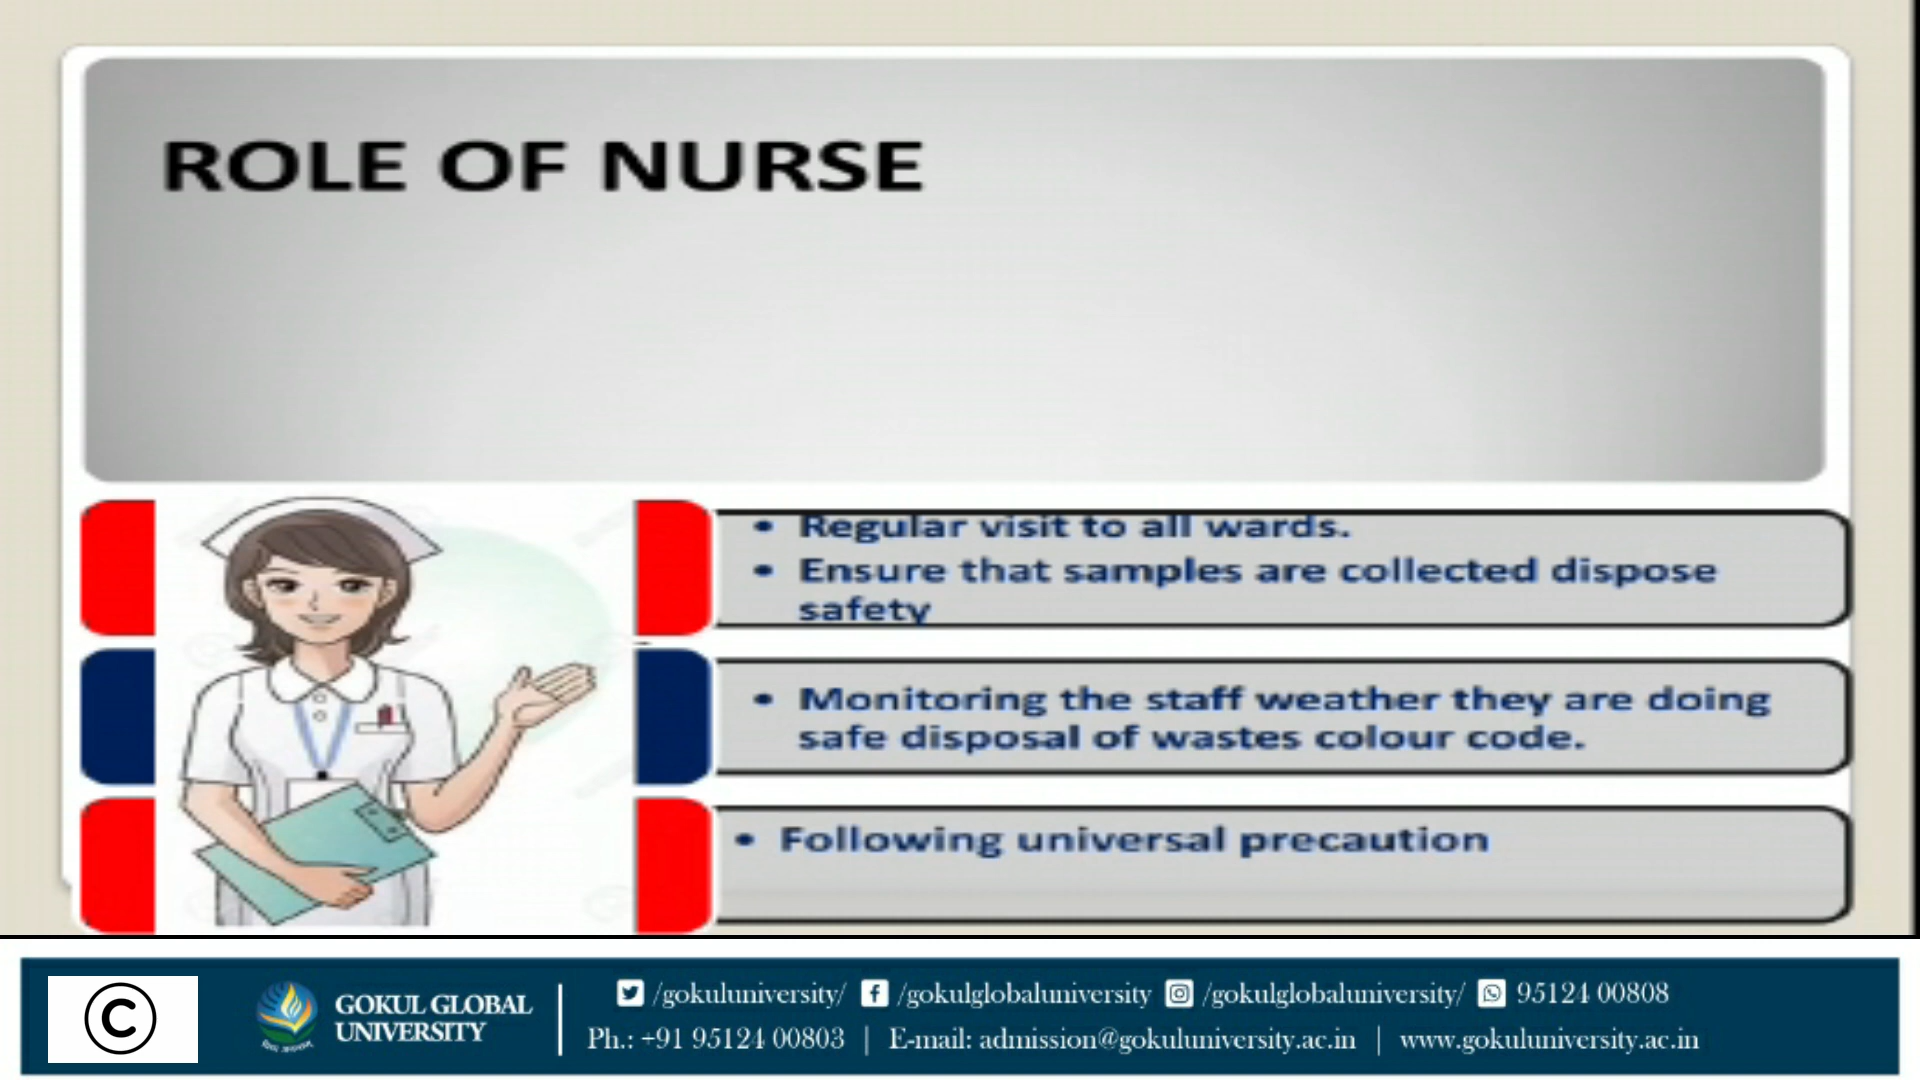 ROLE OF NURSE
• Regular visit to all wards.
• Ensure that samples are collected dispose
safety
• Monitoring the staff weather they are doing
safe disposal of wastes colour code.
• Following universal precaution
©
GOKUL GLOBAL
UNIVERSITY
/gokuluniversity/ /gokulglobaluniversity /gokulglobaluniversity/ 95124 00808
Ph.: +91 95124 00803 | E-mail: admission@gokuluniversity.ac.in | www.gokuluniversity.ac.in